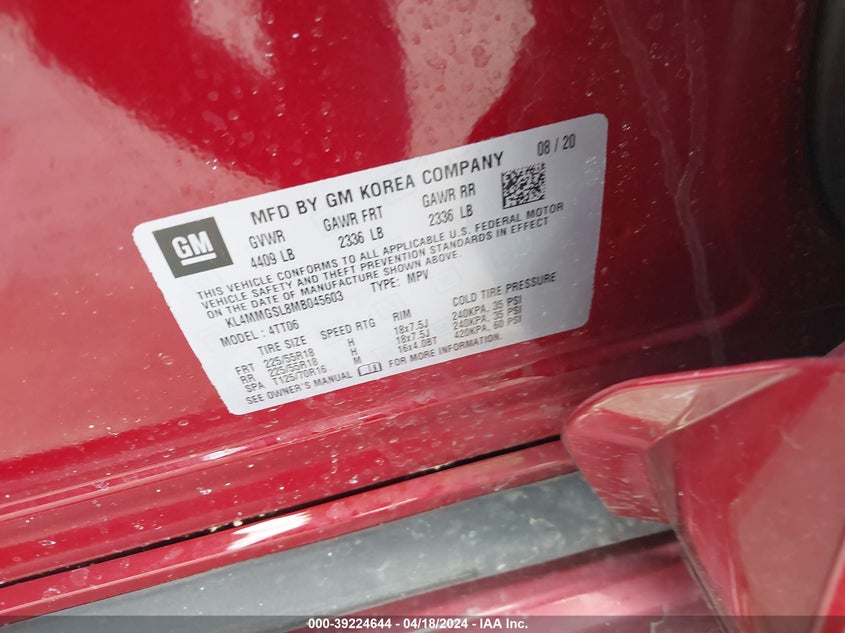 GM
MFD BY GM KOREA COMPANY 08 / 20
GVWR GAWR FRT GAWR RR
4409 LB 2336 LB 2336 LB
THIS VEHICLE CONFORMS TO ALL APPLICABLE U.S. FEDERAL MOTOR
VEHICLE SAFETY AND THEFT PREVENTION STANDARDS IN EFFECT
ON THE DATE OF MANUFACTURE SHOWN ABOVE.
KL4MMGSL8MB045603 TYPE: MPV
MODEL: 4TT06
TIRE SIZE SPEED RTG RIM COLD TIRE PRESSURE
FRT 225/55R18 H 18x7.5J 240KPA, 35 PSI
RR 225/55R18 H 18x7.5J 240KPA, 35 PSI
SPA T125/70R16 M 16x4.0BT 420KPA, 60 PSI
SEE OWNER'S MANUAL FOR MORE INFORMATION.
000-39224644 - 04/18/2024 - IAA Inc.